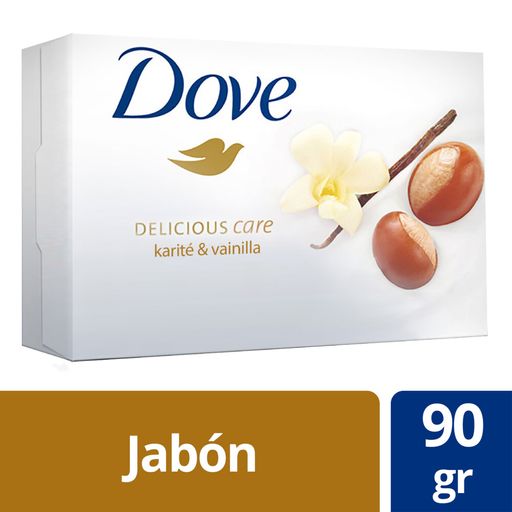 Dove
DELICIOUS care
karité & vainilla
Jabón
90
gr